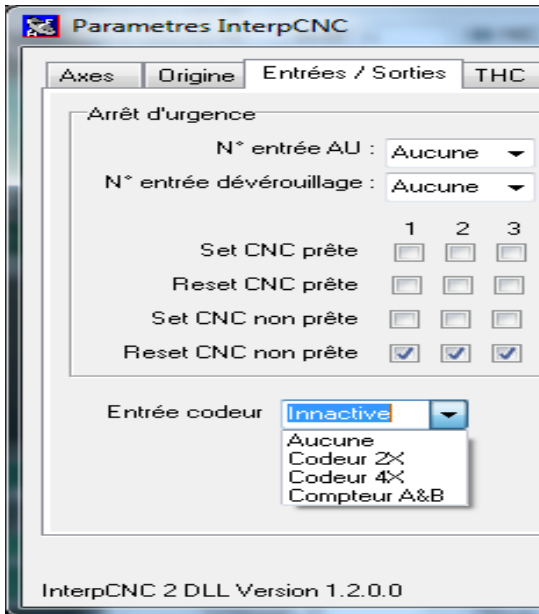 Parametres InterpCNC
Axes Origine Entrées / Sorties THC
Arrêt d'urgence
N° entrée AU : Aucune
N° entrée dévérouillage : Aucune
1 2 3
Set CNC prête
Reset CNC prête
Set CNC non prête
Reset CNC non prête
Entrée codeur Innactive
Aucune
Codeur 2X
Codeur 4X
Compteur A&B
InterpCNC 2 DLL Version 1.2.0.0